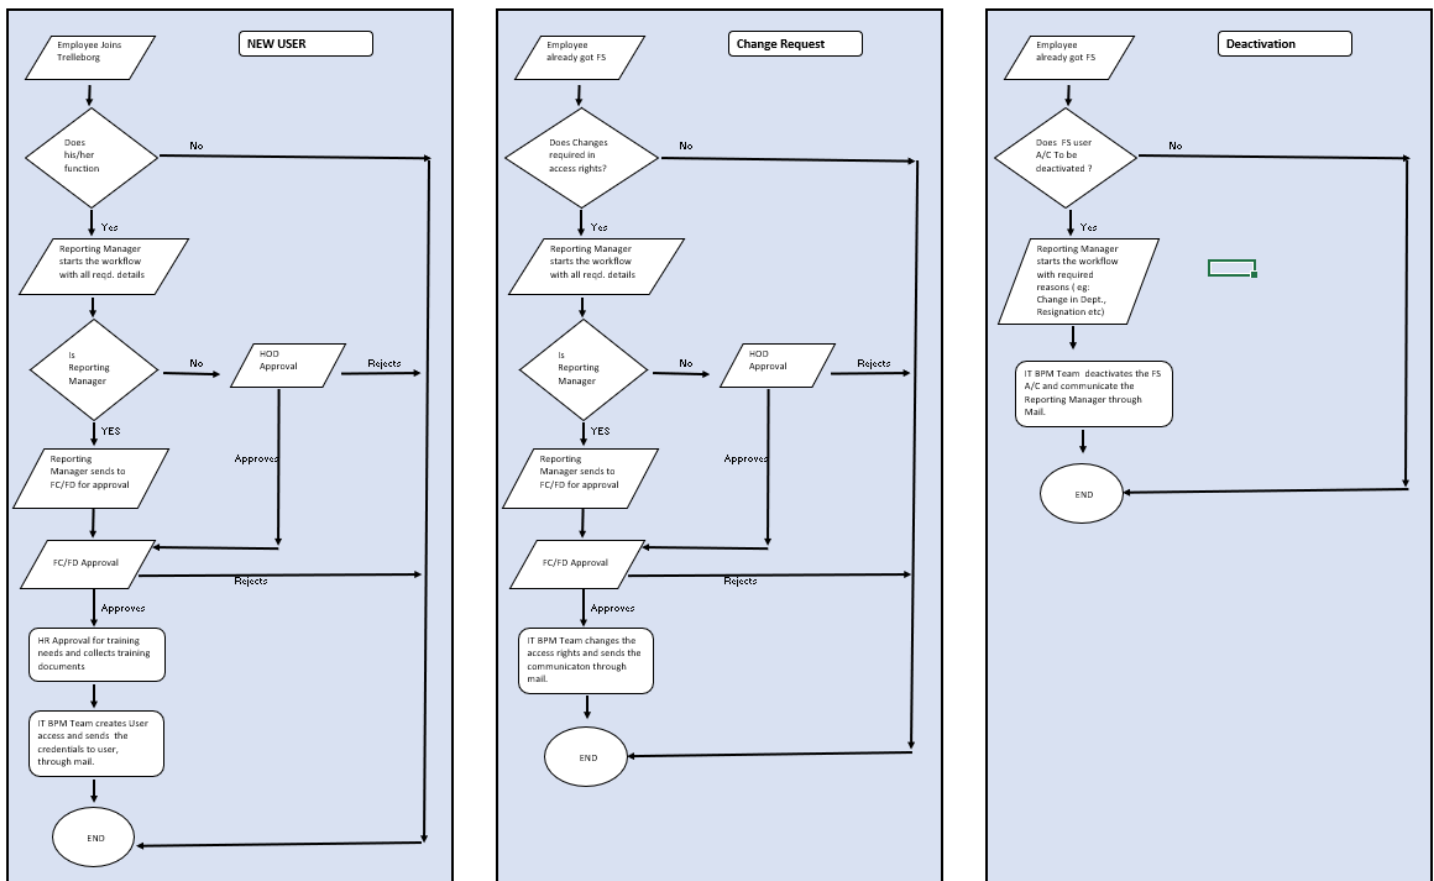 NEW USER
Employee Joins
Trelleborg
Does
his/her
function
No
Yes
Reporting Manager
starts the workflow
with all reqd. details
Is
Reporting
Manager
No
HOD
Approval
Rejects
YES
Approves
Reporting
Manager sends to
FC/FD for approval
FC/FD Approval
Rejects
Approves
HR Approval for training
needs and collects training
documents
IT BPM Team creates User
access and sends the
credentials to user,
through mail.
END
Change Request
Employee
already got FS
Does Changes
required in
access rights?
No
Yes
Reporting Manager
starts the workflow
with all reqd. details
Is
Reporting
Manager
No
HOD
Approval
Rejects
YES
Approves
Reporting
Manager sends to
FC/FD for approval
FC/FD Approval
Rejects
Approves
IT BPM Team changes the
access rights and sends the
communicaton through
mail.
END
Deactivation
Employee
already got FS
Does FS user
A/C To be
deactivated ?
No
Yes
Reporting Manager
starts the workflow
with required
reasons ( eg:
Change in Dept.,
Resignation etc)
IT BPM Team deactivates the FS
A/C and communicate the
Reporting Manager through
Mail.
END